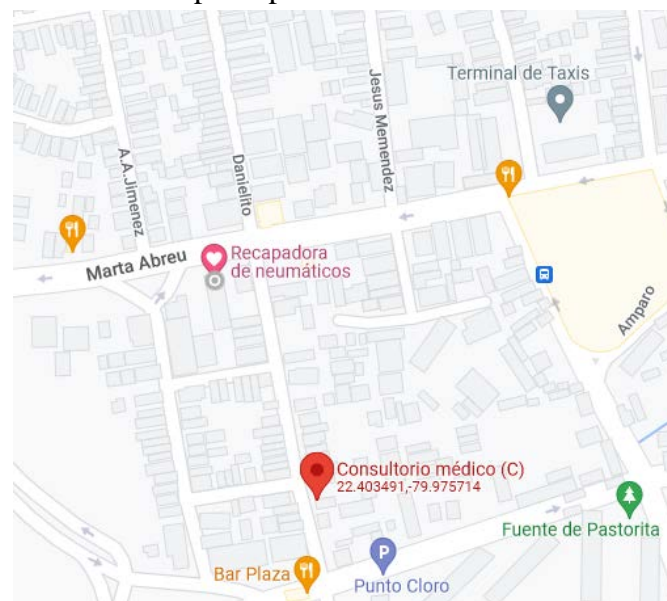 Terminal de Taxis
Jesus Memendez
A.A.Jimenez
Danielito
Marta Abreu
Recapadora
de neumáticos
Amparo
Consultorio médico (C)
22.403491,-79.975714
Fuente de Pastorita
Bar Plaza
P
Punto Cloro